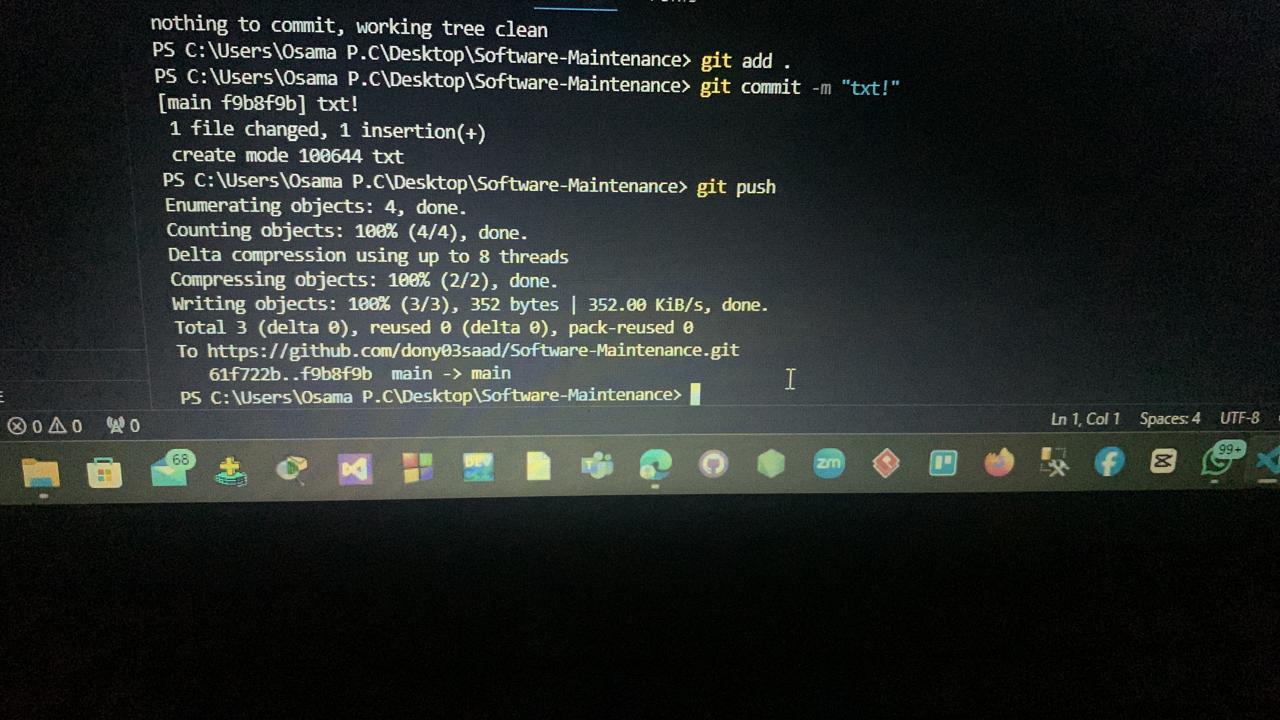 nothing to commit, working tree clean
PS C:\Users\Osama P.C\Desktop\Software-Maintenance> git add .
PS C:\Users\Osama P.C\Desktop\Software-Maintenance> git commit -m "txt!"
[main f9b8f9b] txt!
1 file changed, 1 insertion(+)
create mode 100644 txt
PS C:\Users\Osama P.C\Desktop\Software-Maintenance> git push
Enumerating objects: 4, done.
Counting objects: 100% (4/4), done.
Delta compression using up to 8 threads
Compressing objects: 100% (2/2), done.
Writing objects: 100% (3/3), 352 bytes | 352.00 KiB/s, done.
Total 3 (delta 0), reused 0 (delta 0), pack-reused 0
To https://github.com/dony03saad/Software-Maintenance.git
61f722b..f9b8f9b  main -> main
PS C:\Users\Osama P.C\Desktop\Software-Maintenance>
0 0 0 Ln 1, Col 1 Spaces: 4 UTF-8
68 DEV zm 99+